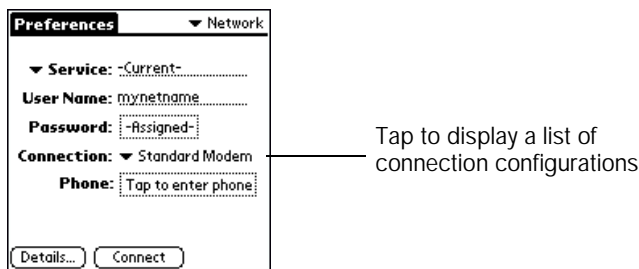 Preferences ▼ Network
▼ Service: -Current-
User Name: mynetname
Password: -Assigned-
Connection: ▼ Standard Modem
Phone: Tap to enter phone
Details... Connect
Tap to display a list of
connection configurations